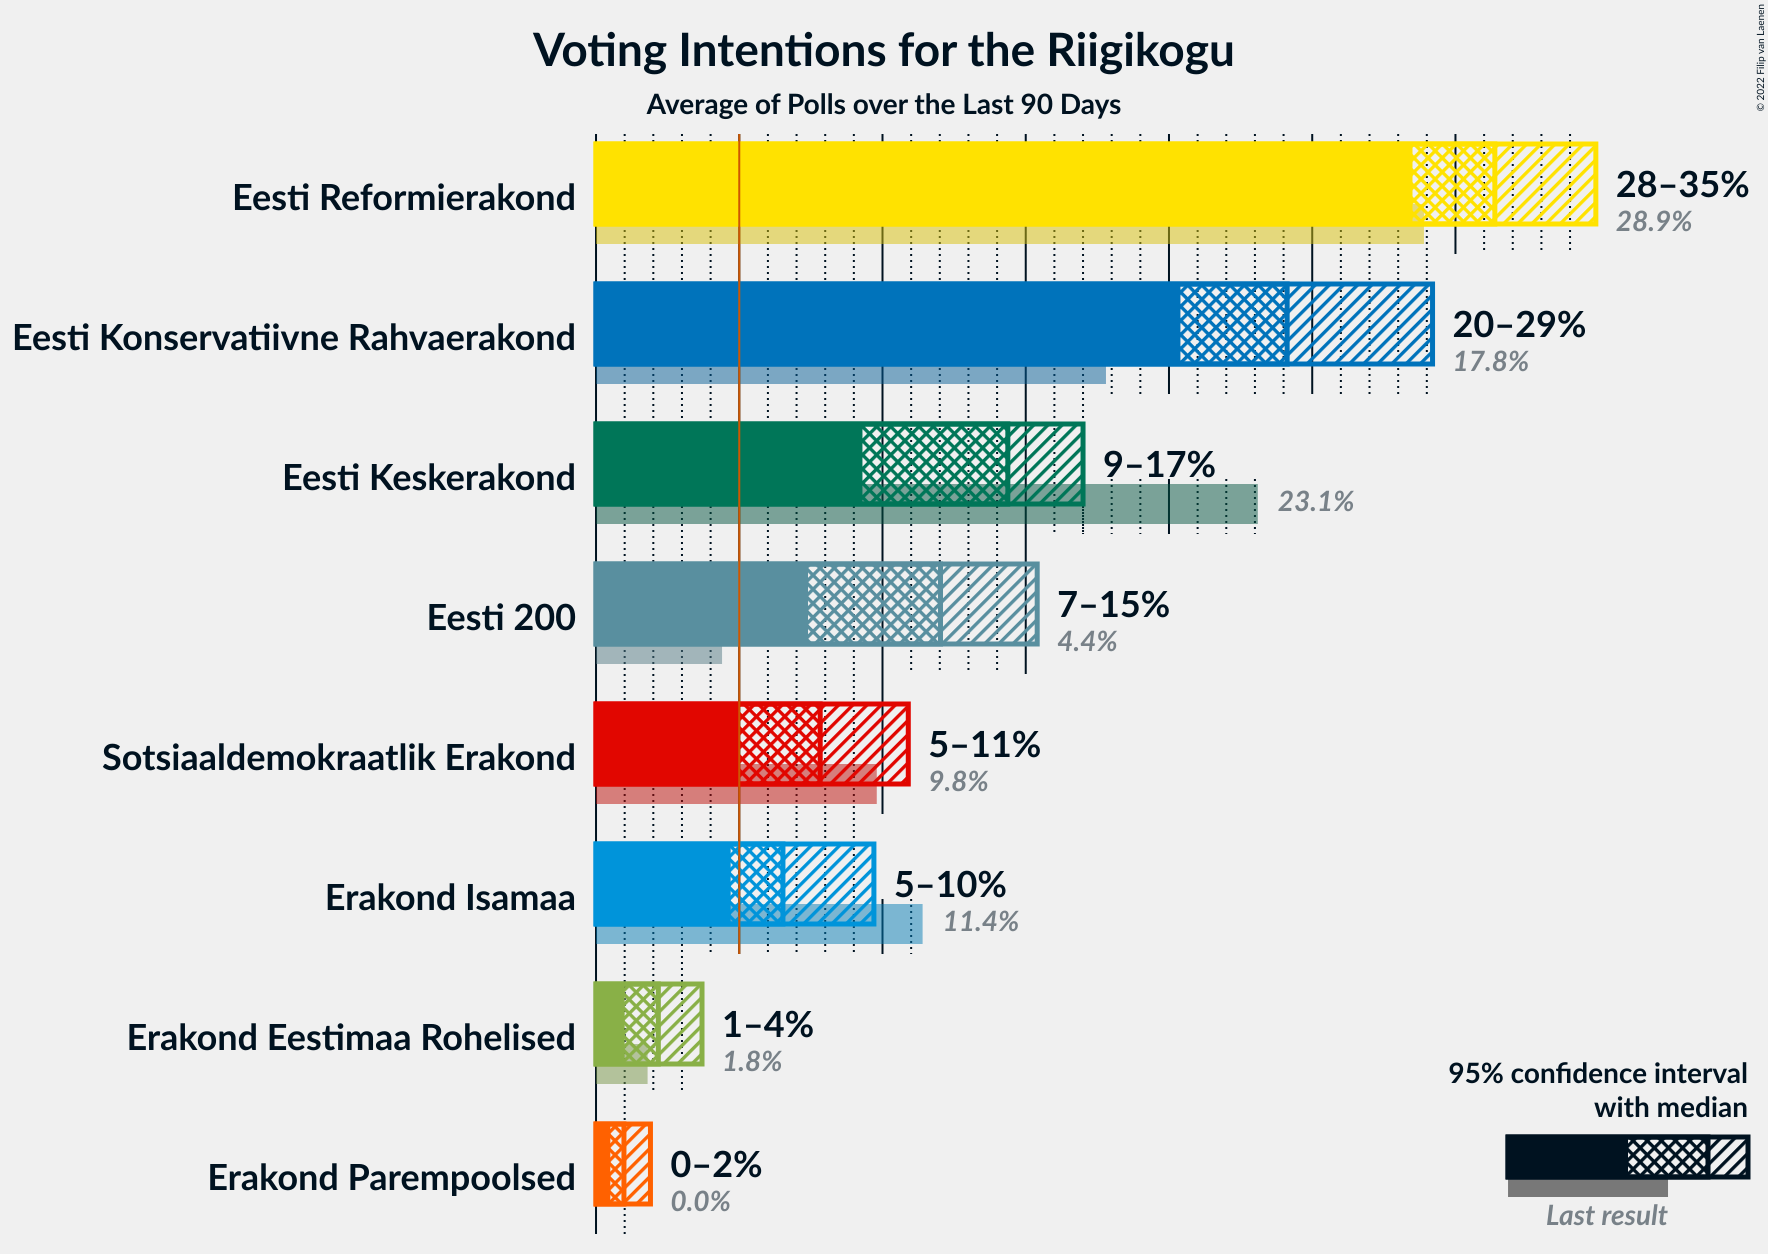 Voting Intentions for the Riigikogu
Average of Polls over the Last 90 Days
© 2022 Filip van Laenen
Eesti Reformierakond
28–35%
28.9%
Eesti Konservatiivne Rahvaerakond
20–29%
17.8%
Eesti Keskerakond
9–17%
23.1%
Eesti 200
7–15%
4.4%
Sotsiaaldemokraatlik Erakond
5–11%
9.8%
Erakond Isamaa
5–10%
11.4%
Erakond Eestimaa Rohelised
1–4%
1.8%
Erakond Parempoolsed
0–2%
0.0%
95% confidence interval
with median
Last result